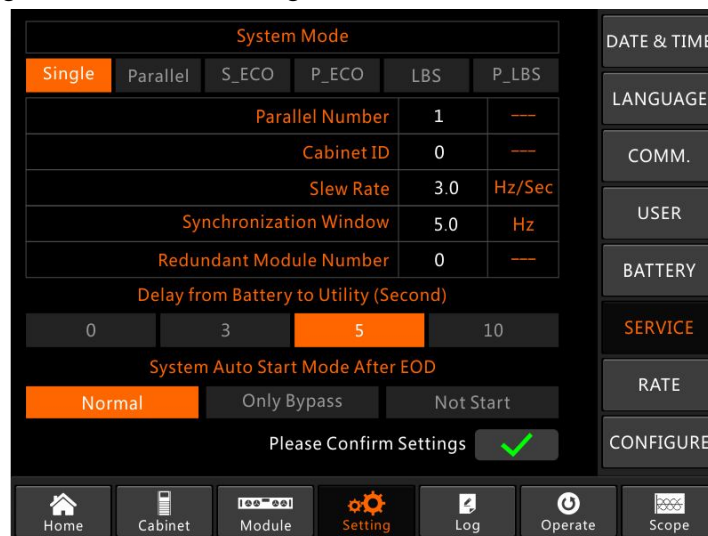 System Mode
DATE & TIME
Single Parallel S_ECO P_ECO LBS P_LBS
LANGUAGE
Parallel Number 1 ---
Cabinet ID 0 ---
COMM.
Slew Rate 3.0 Hz/Sec
Synchronization Window 5.0 Hz
USER
Redundant Module Number 0 ---
BATTERY
Delay from Battery to Utility (Second)
0 3 5 10
SERVICE
System Auto Start Mode After EOD
RATE
Normal Only Bypass Not Start
Please Confirm Settings
CONFIGURE
Home Cabinet Module Setting Log Operate Scope